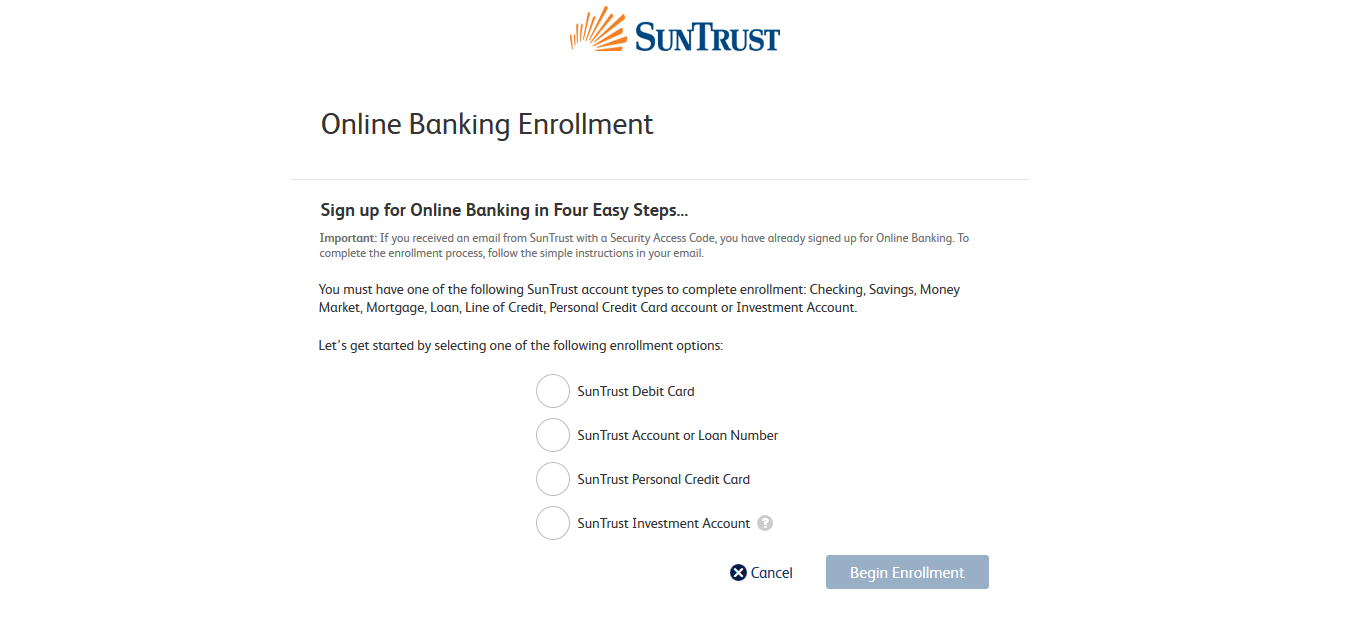 SUNTRUST
Online Banking Enrollment
Sign up for Online Banking in Four Easy Steps...
Important: If you received an email from SunTrust with a Security Access Code, you have already signed up for Online Banking. To
complete the enrollment process, follow the simple instructions in your email.
You must have one of the following SunTrust account types to complete enrollment: Checking, Savings, Money
Market, Mortgage, Loan, Line of Credit, Personal Credit Card account or Investment Account.
Let's get started by selecting one of the following enrollment options:
SunTrust Debit Card
SunTrust Account or Loan Number
SunTrust Personal Credit Card
SunTrust Investment Account ?
Cancel
Begin Enrollment